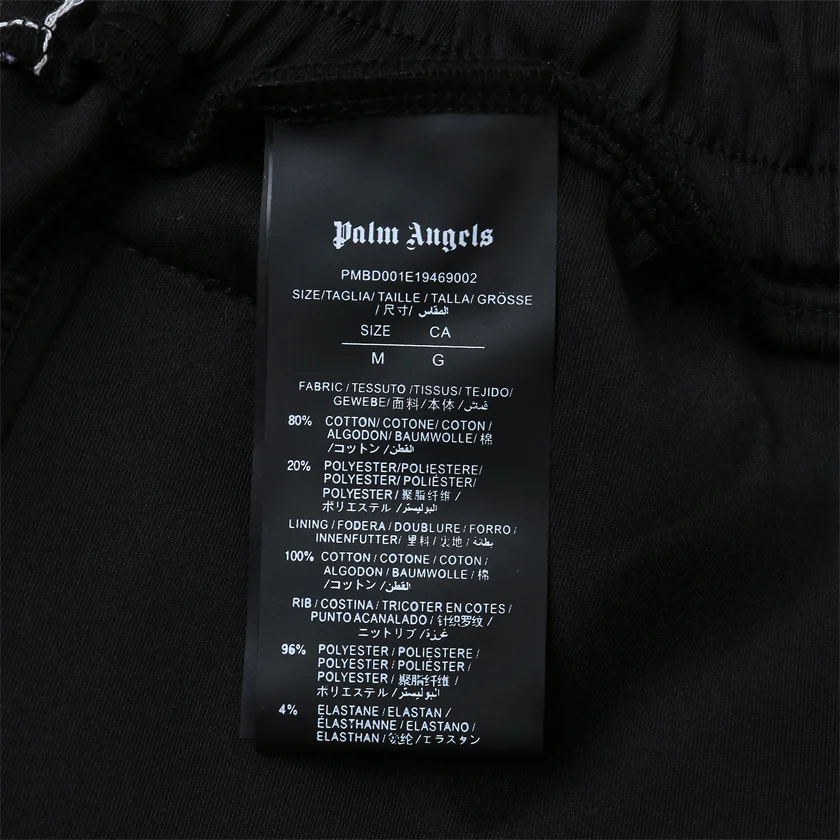 Palm Angels
PMBD001E19469002
SIZE/TAGLIA/ TAILLE / TALLA/ GRÖSSE
/ 尺寸/ المقاس
SIZE CA
M G
FABRIC / TESSUTO /TISSUS/ TEJIDO/
GEWEBE/ 面料 / 本体 / قماش
80% COTTON/ COTONE/ COTON /
ALGODON/ BAUMWOLLE/ 棉
/コットン /القطن
20% POLYESTER/POLIESTERE/
POLYESTER/ POLIÉSTER/
POLYESTER / 聚脂纤维 /
ポリエステル /البوليستر
LINING / FODERA / DOUBLURE / FORRO /
INNENFUTTER/ 里料 / 裏地 / بطانة
100% COTTON / COTONE / COTON /
ALGODON / BAUMWOLLE / 棉
/コットン /القطن
RIB / COSTINA / TRICOTER EN COTES /
PUNTO ACANALADO / 针织罗纹 /
ニットリブ /غرزة
96% POLYESTER / POLIESTERE /
POLYESTER / POLIÉSTER /
POLYESTER / 聚脂纤维 /
ポリエステル /البوليستر
4% ELASTANE / ELASTAN /
ÉLASTHANNE / ELASTANO /
ELASTHAN / /エラスタン